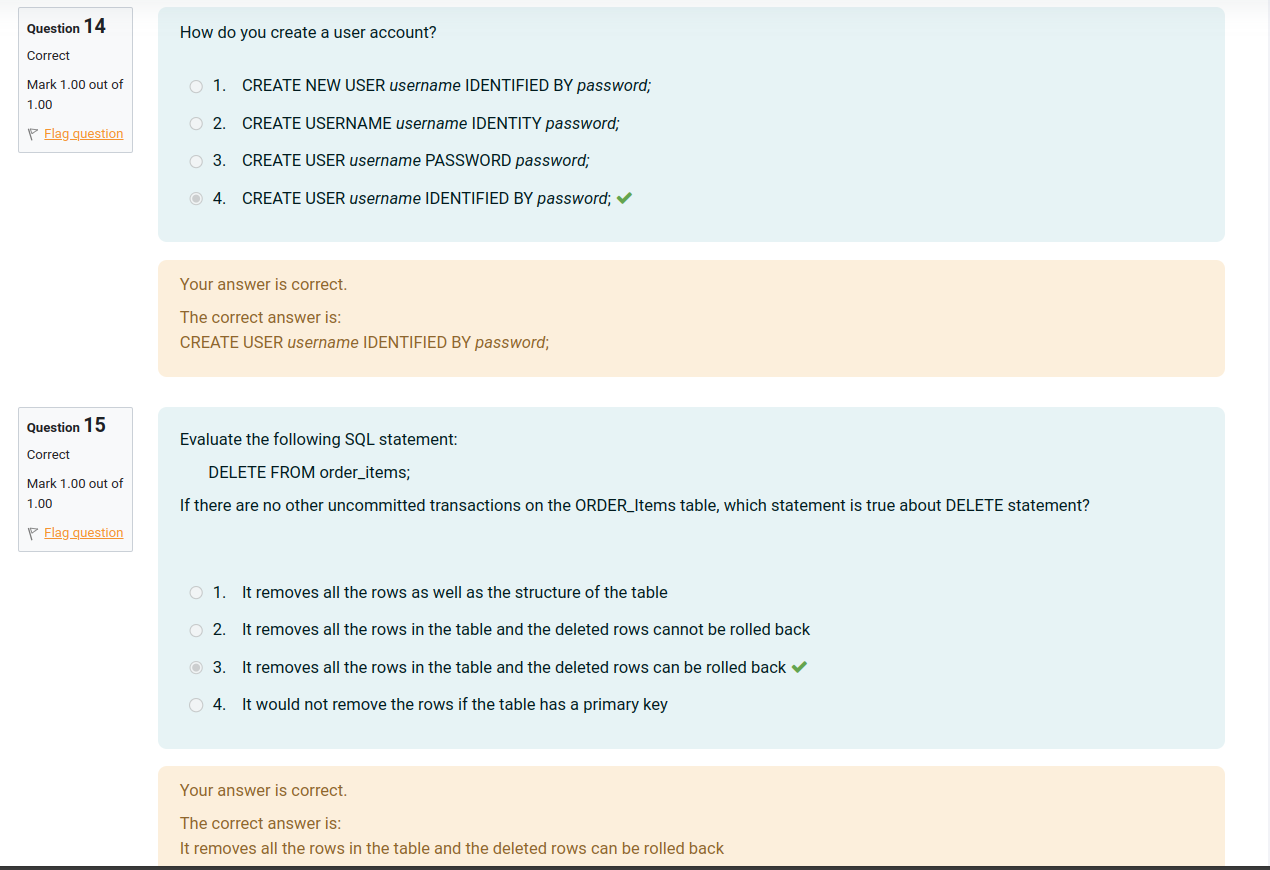 Question 14
Correct
Mark 1.00 out of
1.00
Flag question
How do you create a user account?
1. CREATE NEW USER username IDENTIFIED BY password;
2. CREATE USERNAME username IDENTITY password;
3. CREATE USER username PASSWORD password;
4. CREATE USER username IDENTIFIED BY password;
Your answer is correct.
The correct answer is:
CREATE USER username IDENTIFIED BY password;
Question 15
Correct
Mark 1.00 out of
1.00
Flag question
Evaluate the following SQL statement:
DELETE FROM order_items;
If there are no other uncommitted transactions on the ORDER_Items table, which statement is true about DELETE statement?
1. It removes all the rows as well as the structure of the table
2. It removes all the rows in the table and the deleted rows cannot be rolled back
3. It removes all the rows in the table and the deleted rows can be rolled back
4. It would not remove the rows if the table has a primary key
Your answer is correct.
The correct answer is:
It removes all the rows in the table and the deleted rows can be rolled back